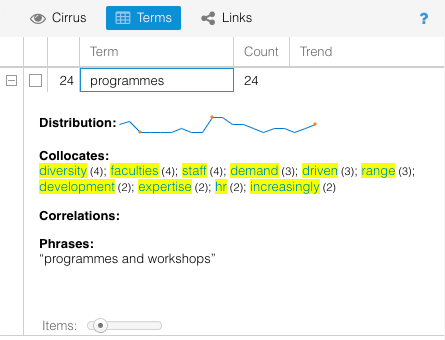 Cirrus Terms Links ?
Term Count Trend
24 programmes 24
Distribution:
Collocates:
diversity (4); faculties (4); staff (4); demand (3); driven (3); range (3);
development (2); expertise (2); hr (2); increasingly (2)
Correlations:
Phrases:
“programmes and workshops”
Items: